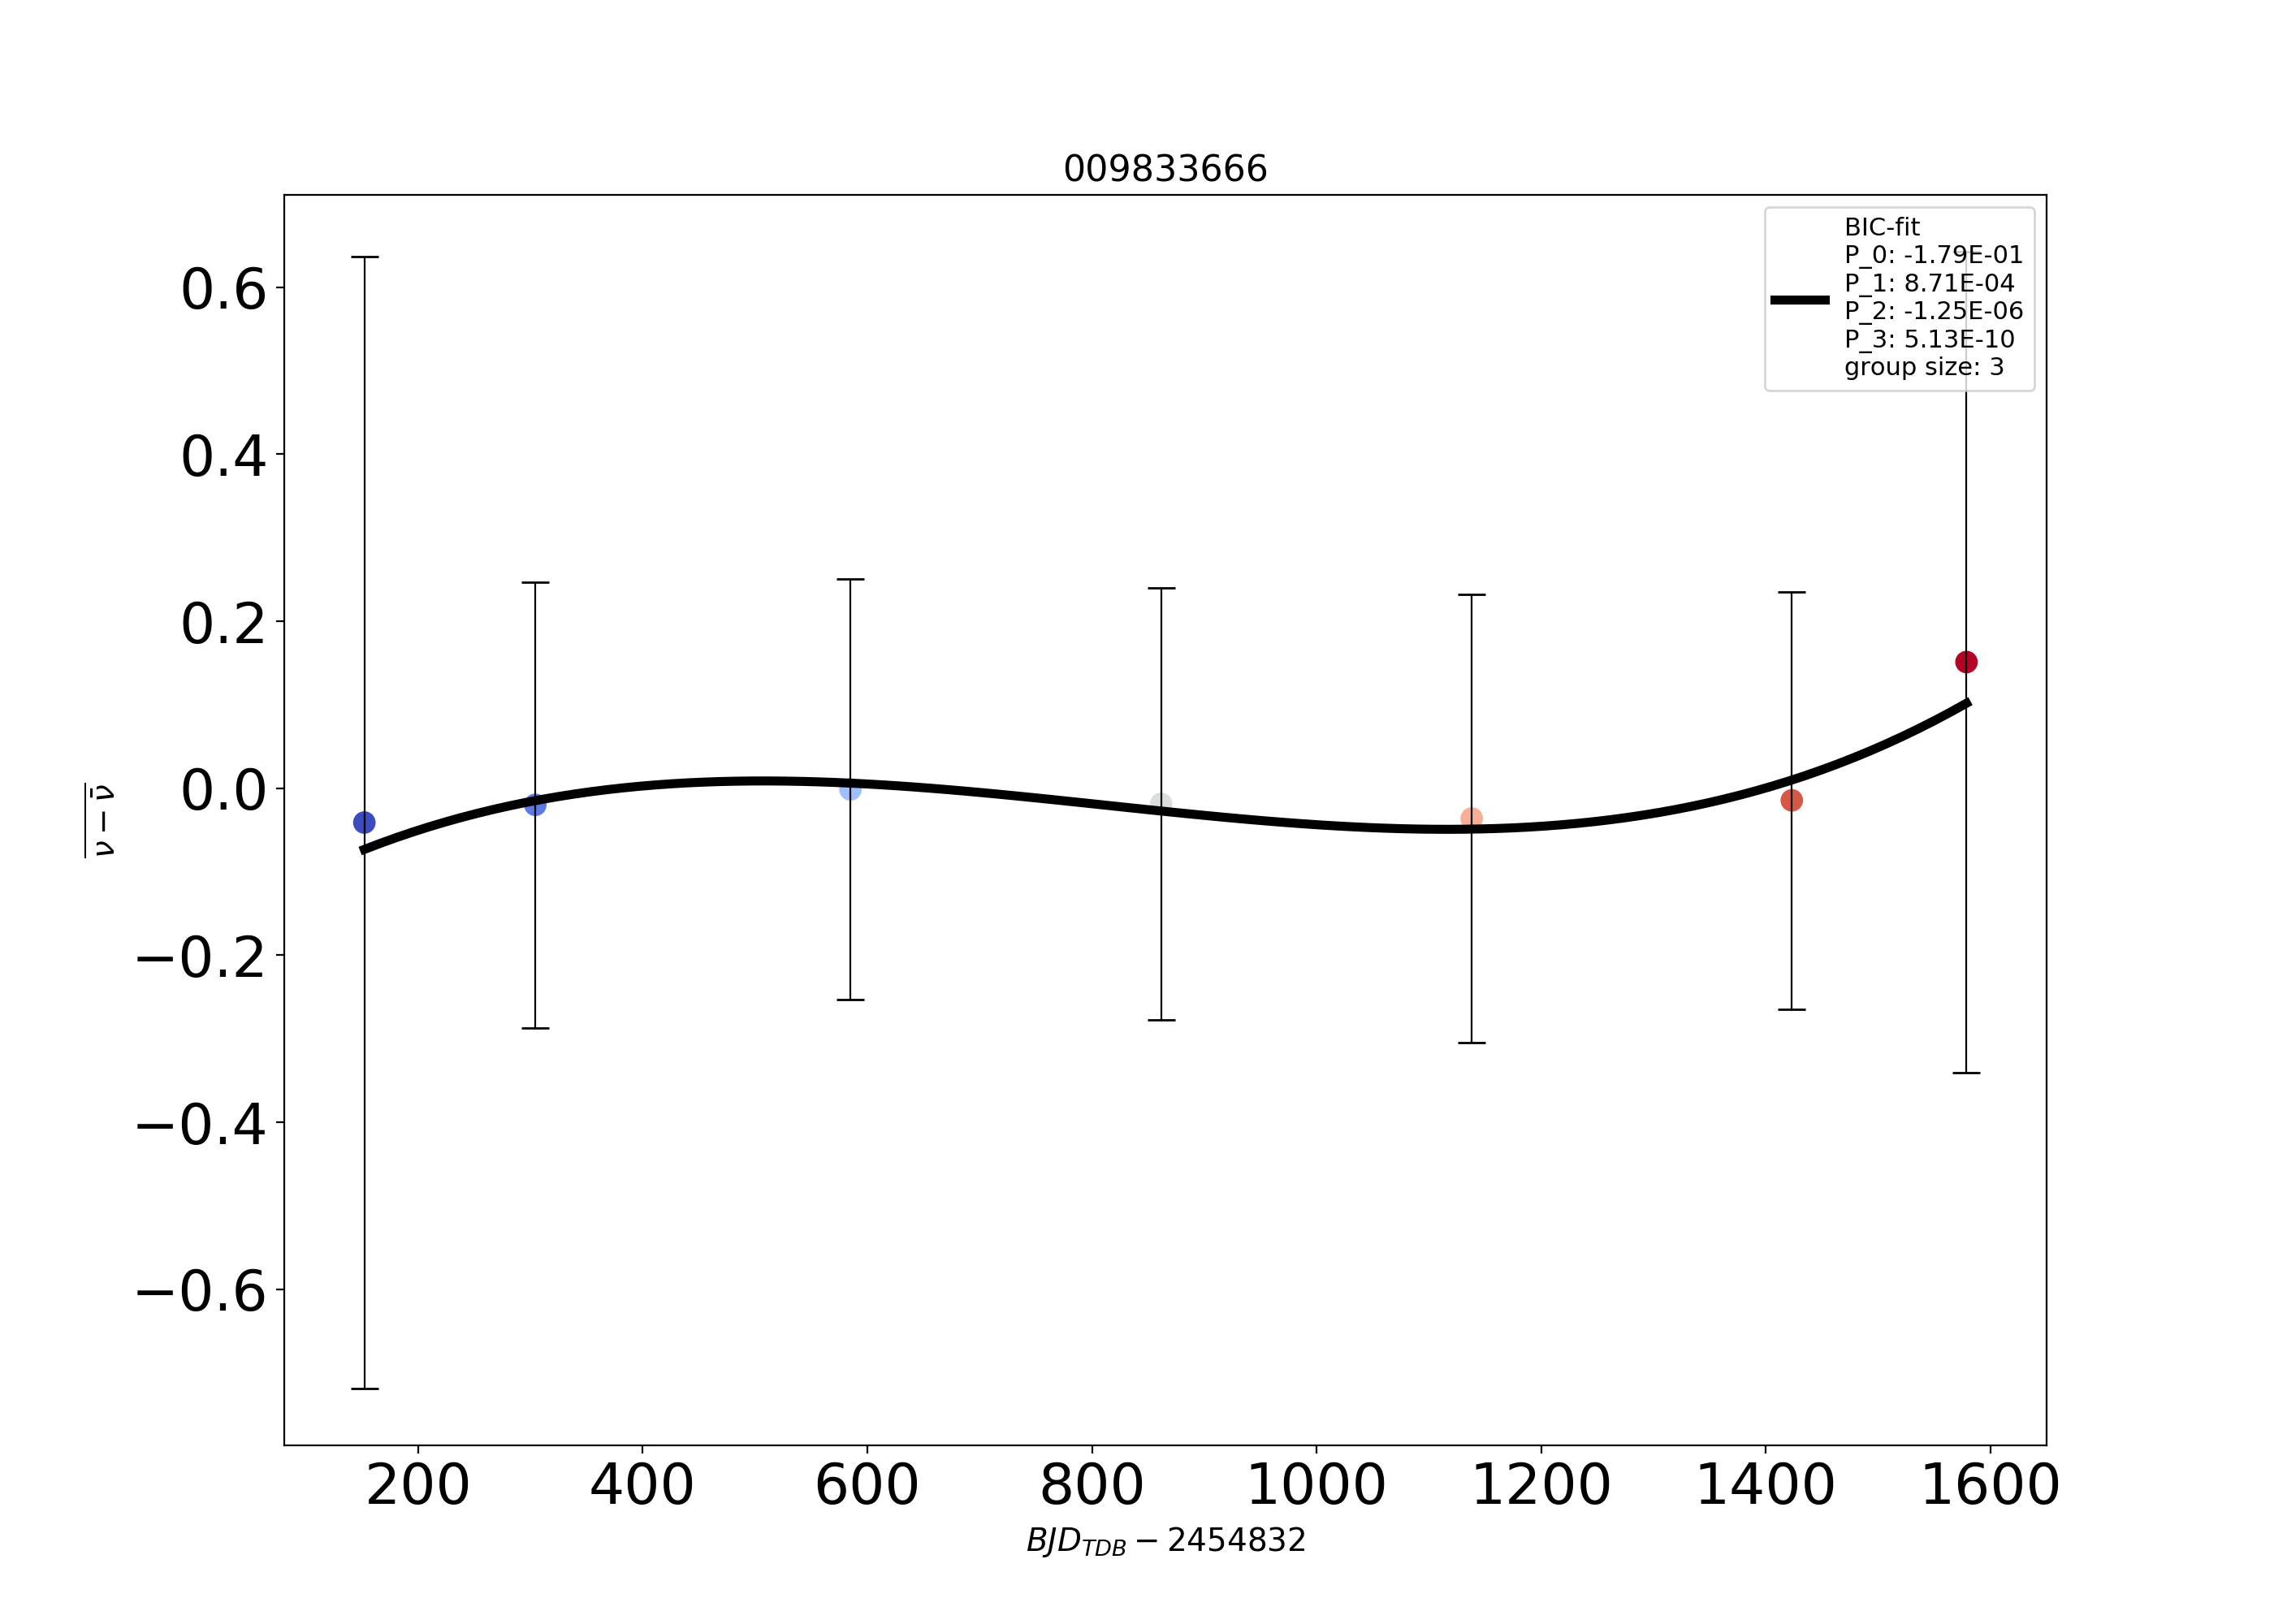 009833666
BIC-fit
P_0: -1.79E-01
P_1: 8.71E-04
P_2: -1.25E-06
P_3: 5.13E-10
group size: 3
0.6
0.4
0.2
0.0
−0.2
−0.4
−0.6
ν − ν̄
200 400 600 800 1000 1200 1400 1600
BJD_TDB − 2454832